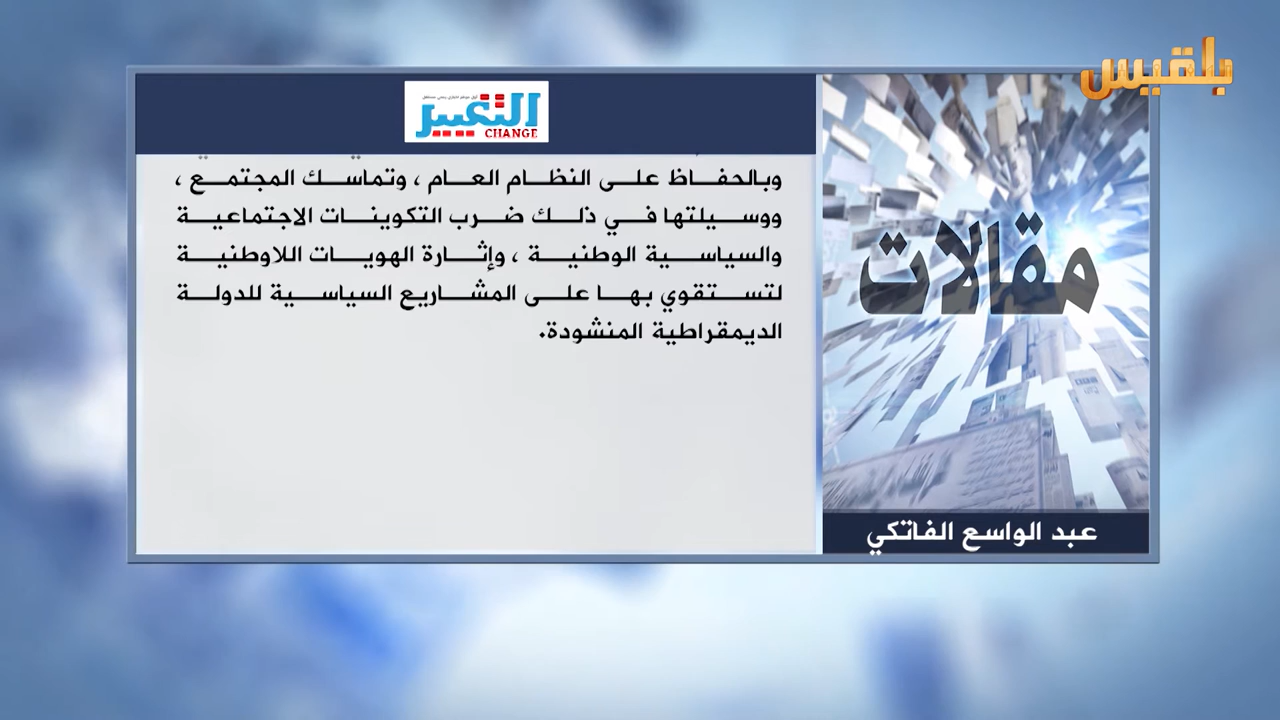 بلقيس
التغيير
CHANGE
وبالحفاظ على النظام العام ، وتماسك المجتمع ،
ووسيلتها في ذلك ضرب التكوينات الاجتماعية
والسياسية الوطنية ، وإثارة الهويات اللاوطنية
لتستقوي بها على المشاريع السياسية للدولة
الديمقراطية المنشودة.
مقالات
عبد الواسع الفاتكي